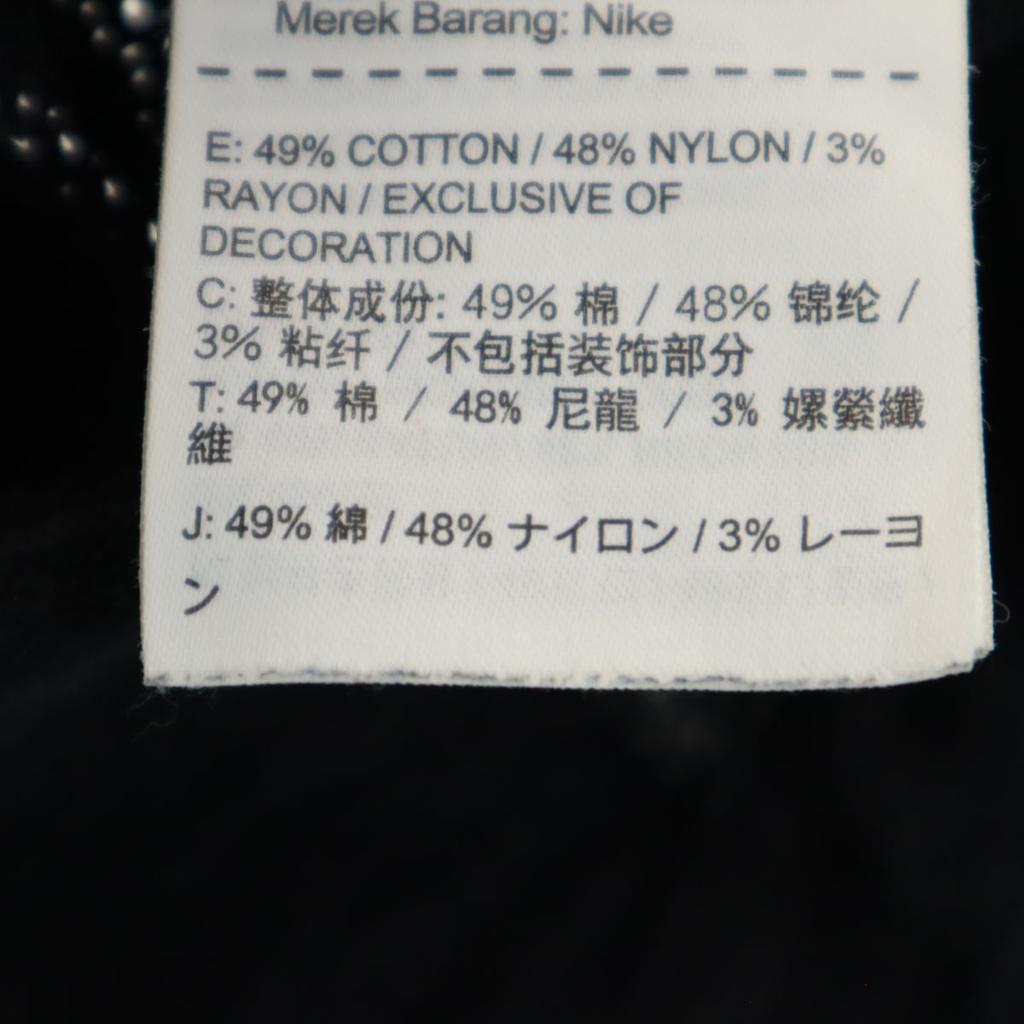 Merek Barang: Nike
E: 49% COTTON / 48% NYLON / 3%
RAYON / EXCLUSIVE OF
DECORATION
C: 整体成份: 49% 棉 / 48% 锦纶 /
3% 粘纤 / 不包括装饰部分
T: 49% 棉 / 48% 尼龍 / 3% 嫘縈纖
維
J: 49% 綿 / 48% ナイロン / 3% レーヨ
ン